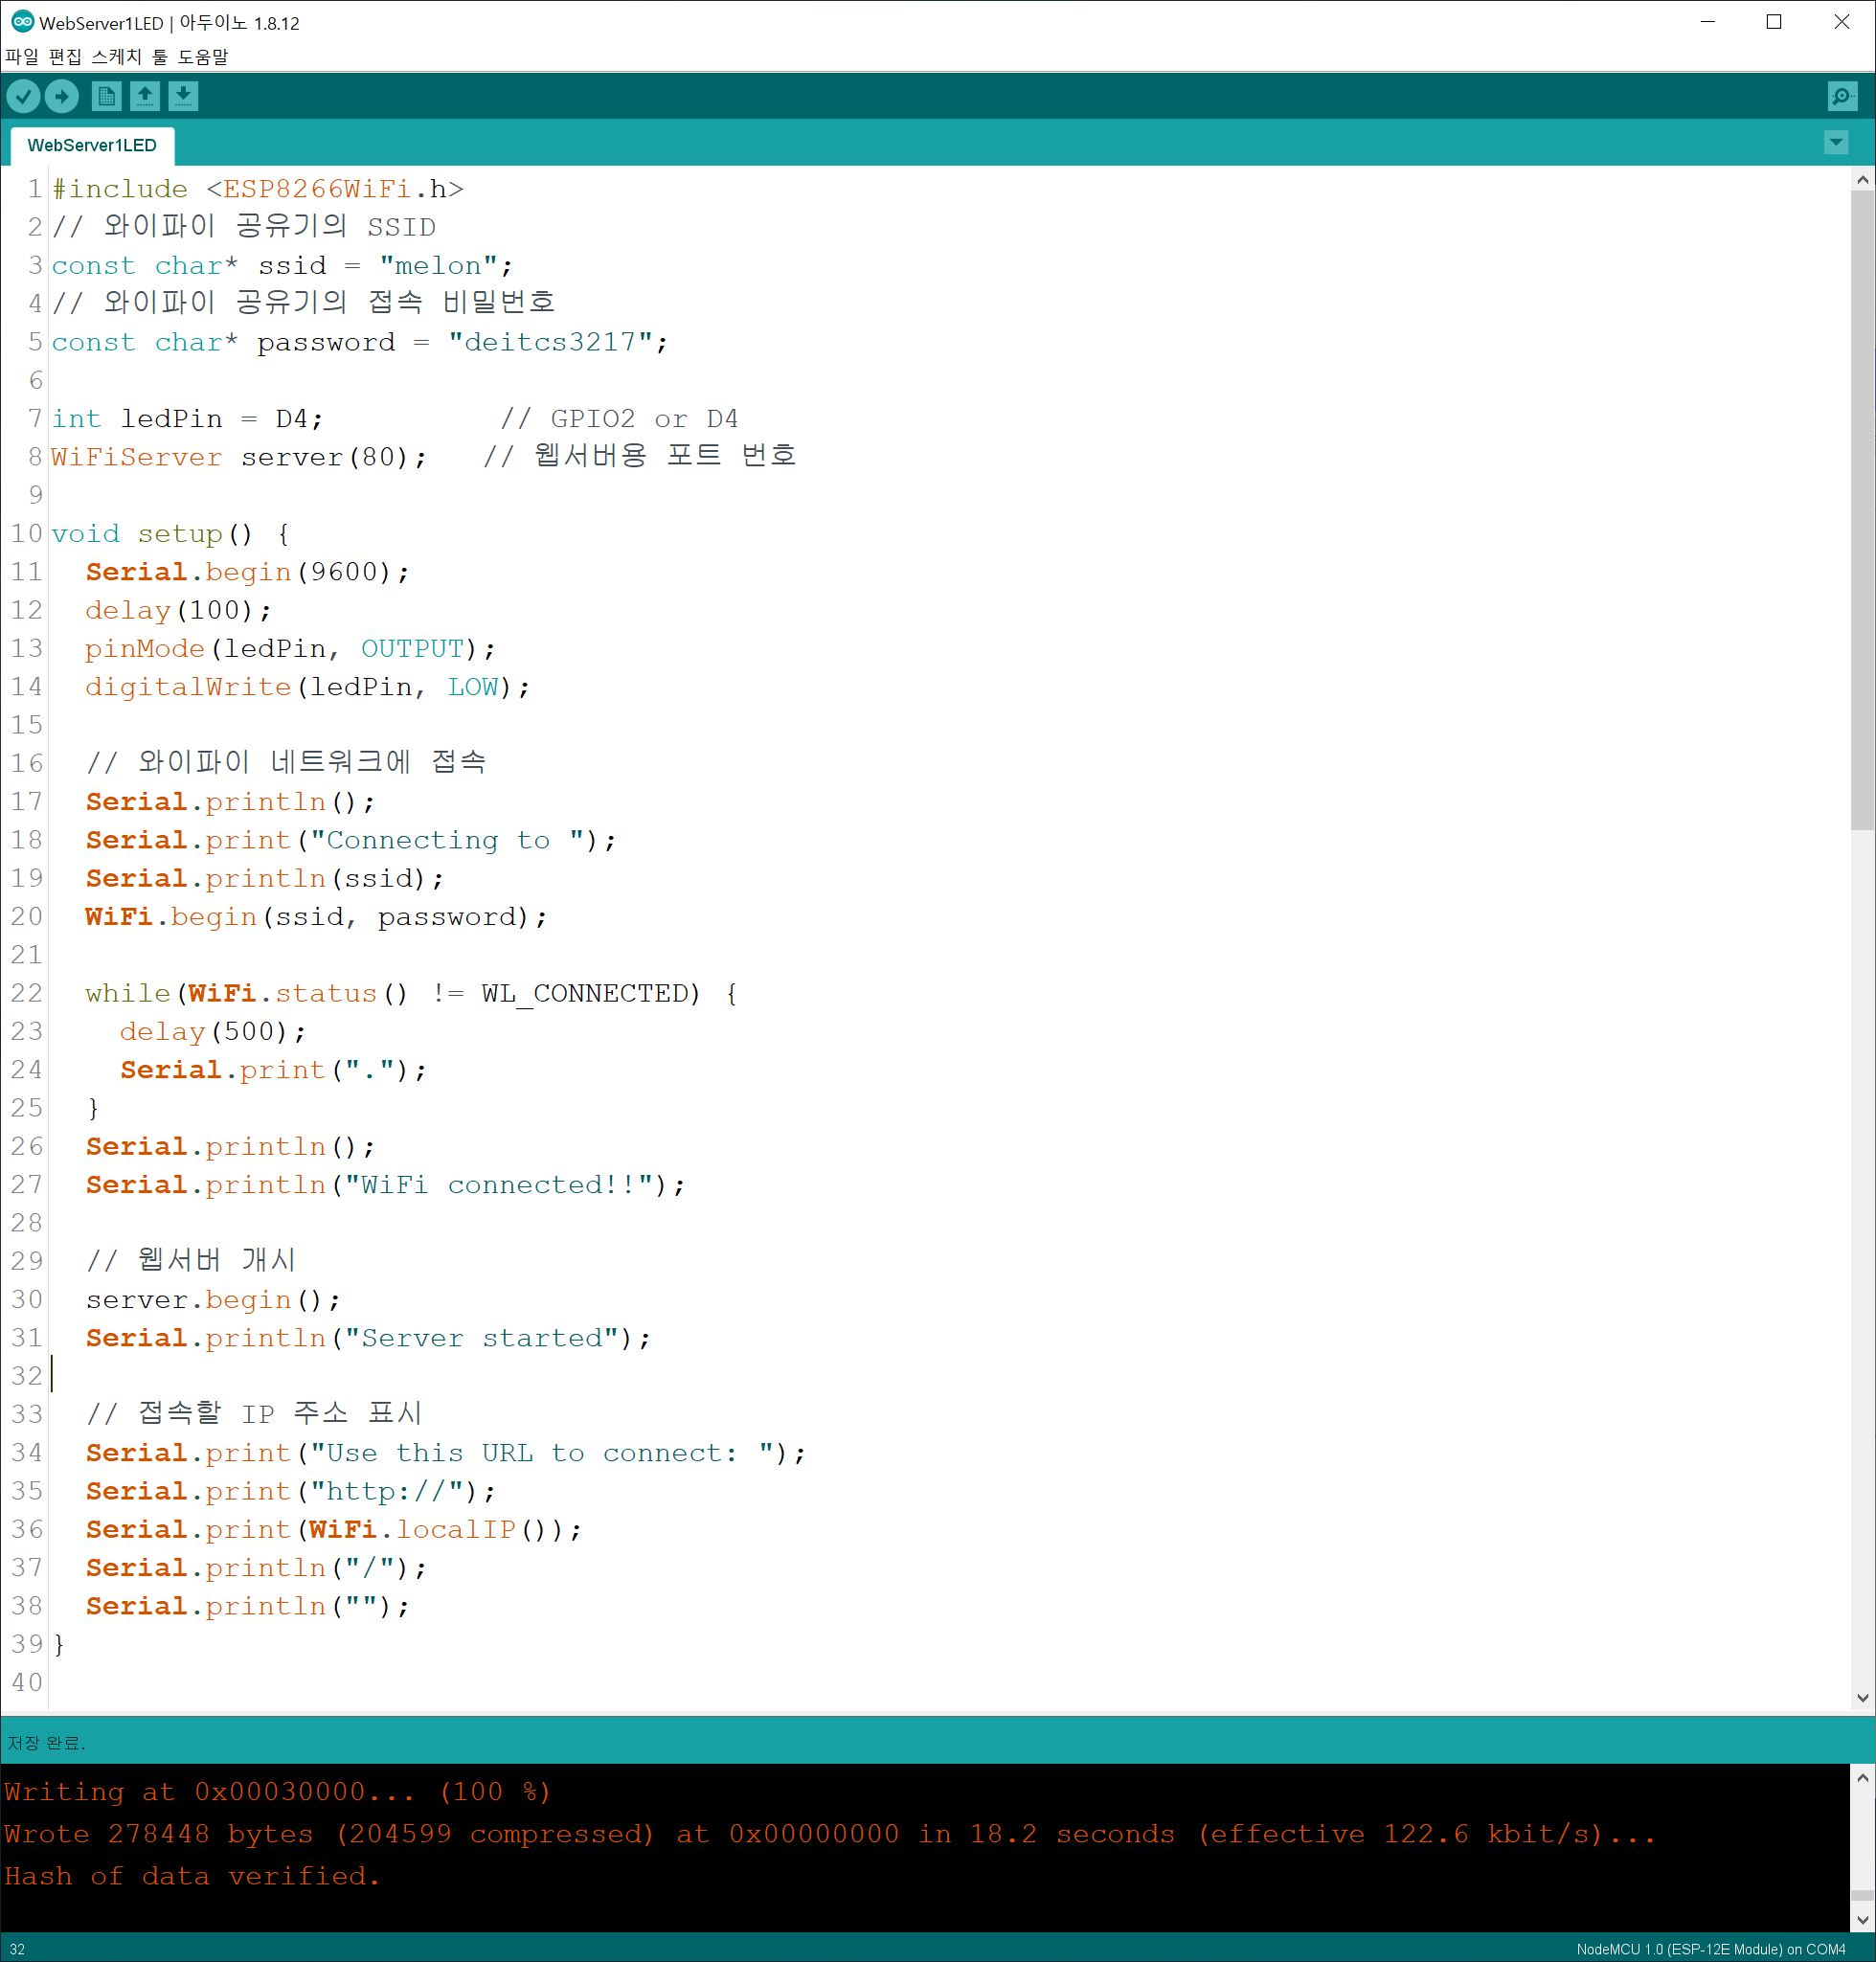 WebServer1LED | 아두이노 1.8.12
파일 편집 스케치 툴 도움말
WebServer1LED
1 #include <ESP8266WiFi.h>
2 // 와이파이 공유기의 SSID
3 const char* ssid = "melon";
4 // 와이파이 공유기의 접속 비밀번호
5 const char* password = "deitcs3217";
6
7 int ledPin = D4;          // GPIO2 or D4
8 WiFiServer server(80);   // 웹서버용 포트 번호
9
10 void setup() {
11   Serial.begin(9600);
12   delay(100);
13   pinMode(ledPin, OUTPUT);
14   digitalWrite(ledPin, LOW);
15
16   // 와이파이 네트워크에 접속
17   Serial.println();
18   Serial.print("Connecting to ");
19   Serial.println(ssid);
20   WiFi.begin(ssid, password);
21
22   while(WiFi.status() != WL_CONNECTED) {
23     delay(500);
24     Serial.print(".");
25   }
26   Serial.println();
27   Serial.println("WiFi connected!!");
28
29   // 웹서버 개시
30   server.begin();
31   Serial.println("Server started");
32
33   // 접속할 IP 주소 표시
34   Serial.print("Use this URL to connect: ");
35   Serial.print("http://");
36   Serial.print(WiFi.localIP());
37   Serial.println("/");
38   Serial.println("");
39 }
40
저장 완료.
Writing at 0x00030000... (100 %)
Wrote 278448 bytes (204599 compressed) at 0x00000000 in 18.2 seconds (effective 122.6 kbit/s)...
Hash of data verified.
32
NodeMCU 1.0 (ESP-12E Module) on COM4